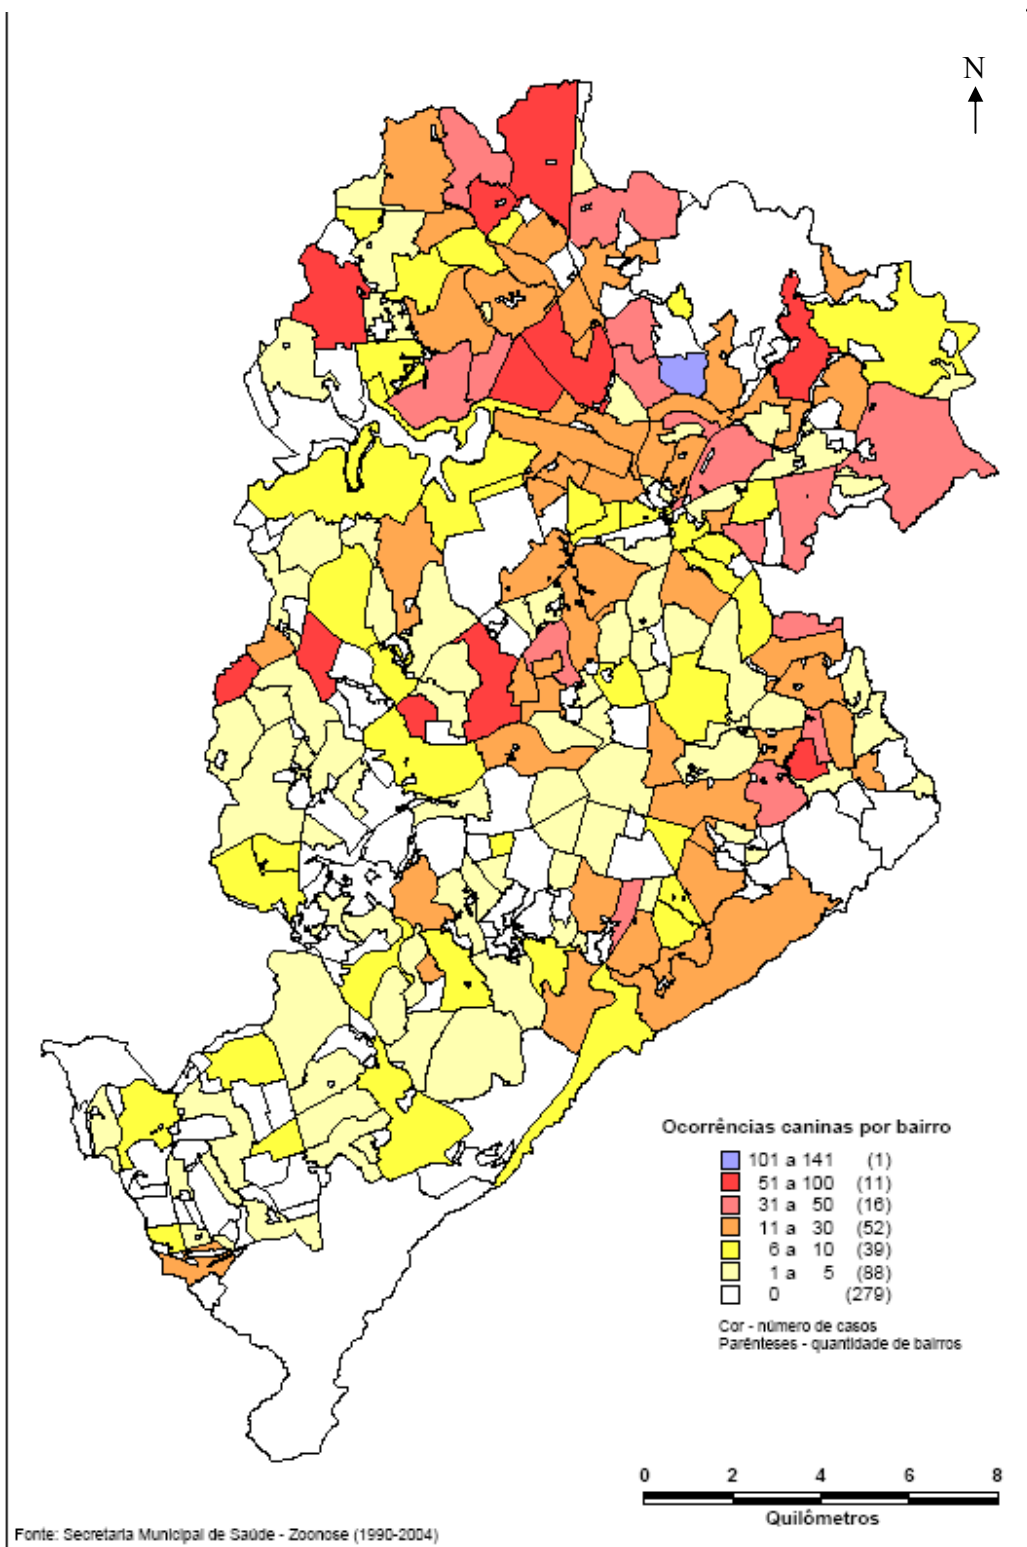 N
Ocorrências caninas por bairro
101 a 141 (1)
51 a 100 (11)
31 a 50 (16)
11 a 30 (52)
6 a 10 (39)
1 a 5 (88)
0 (279)
Cor - número de casos
Parênteses - quantidade de bairros
0 2 4 6 8
Quilômetros
Fonte: Secretaria Municipal de Saúde - Zoonose (1990-2004)